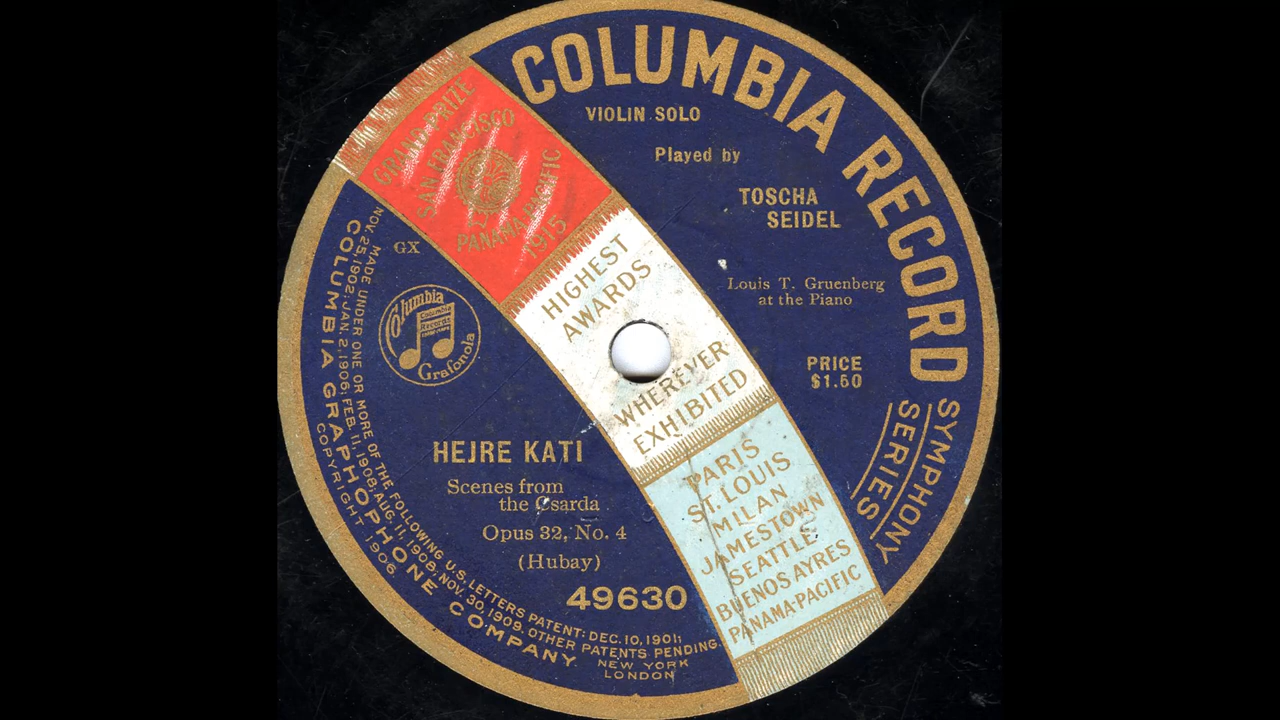 COLUMBIA RECORD
SYMPHONY
SERIES
VIOLIN SOLO
Played by
TOSCHA
SEIDEL
Louis T. Gruenberg
at the Piano
PRICE
$1.50
GRAND PRIZE
SAN FRANCISCO
PANAMA-PACIFIC
1915
HIGHEST
AWARDS
WHEREVER
EXHIBITED
PARIS
ST. LOUIS
MILAN
JAMESTOWN
SEATTLE
BUENOS AYRES
PANAMA-PACIFIC
GX
Columbia
Grafonola
HEJRE KATI
Scenes from
the Csarda
Opus 32, No. 4
(Hubay)
49630
MADE UNDER ONE OR MORE OF THE FOLLOWING U.S. LETTERS PATENT: DEC. 10, 1901;
NOV. 25, 1902; JAN. 2, 1906; FEB. 11, 1908; AUG. 11, 1908; NOV. 30, 1909. OTHER PATENTS PENDING.
COLUMBIA GRAPHOPHONE COMPANY
NEW YORK
LONDON
COPYRIGHT 1906